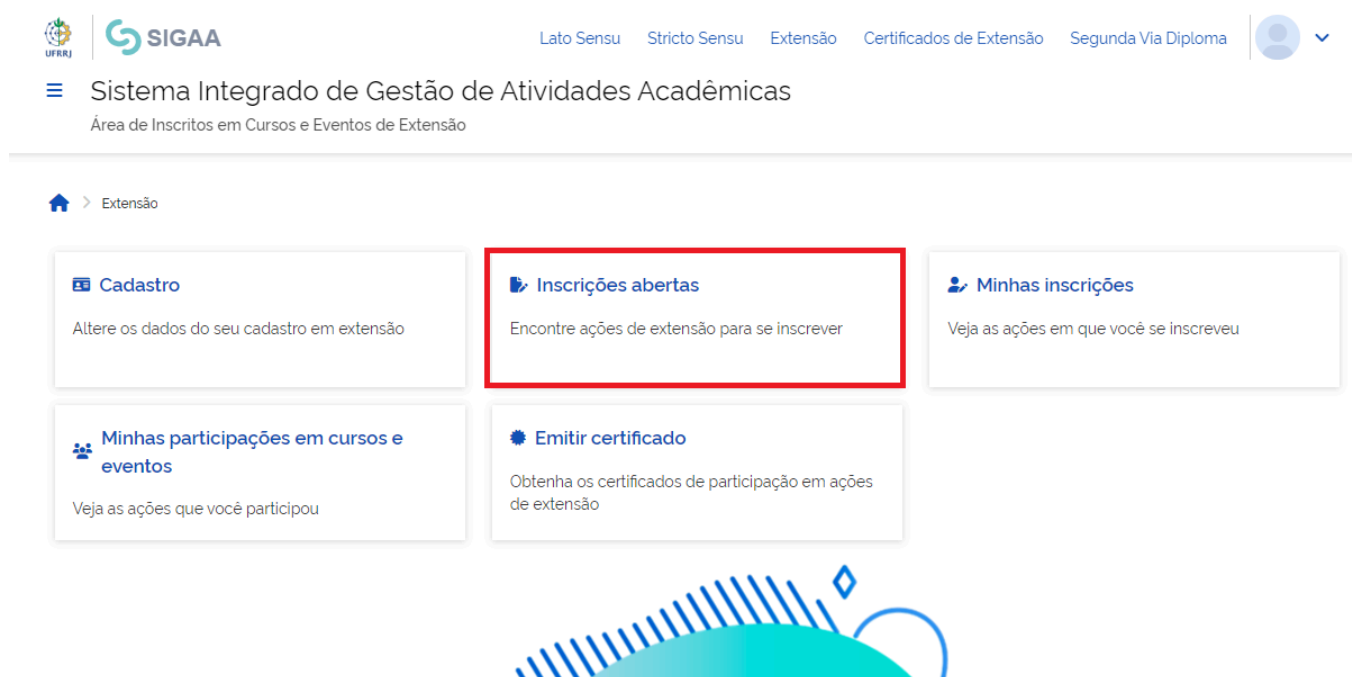 UFRRJ
SIGAA
Lato Sensu Stricto Sensu Extensão Certificados de Extensão Segunda Via Diploma
Sistema Integrado de Gestão de Atividades Acadêmicas
Área de Inscritos em Cursos e Eventos de Extensão
Extensão
Cadastro
Altere os dados do seu cadastro em extensão
Inscrições abertas
Encontre ações de extensão para se inscrever
Minhas inscrições
Veja as ações em que você se inscreveu
Minhas participações em cursos e
eventos
Veja as ações que você participou
Emitir certificado
Obtenha os certificados de participação em ações
de extensão